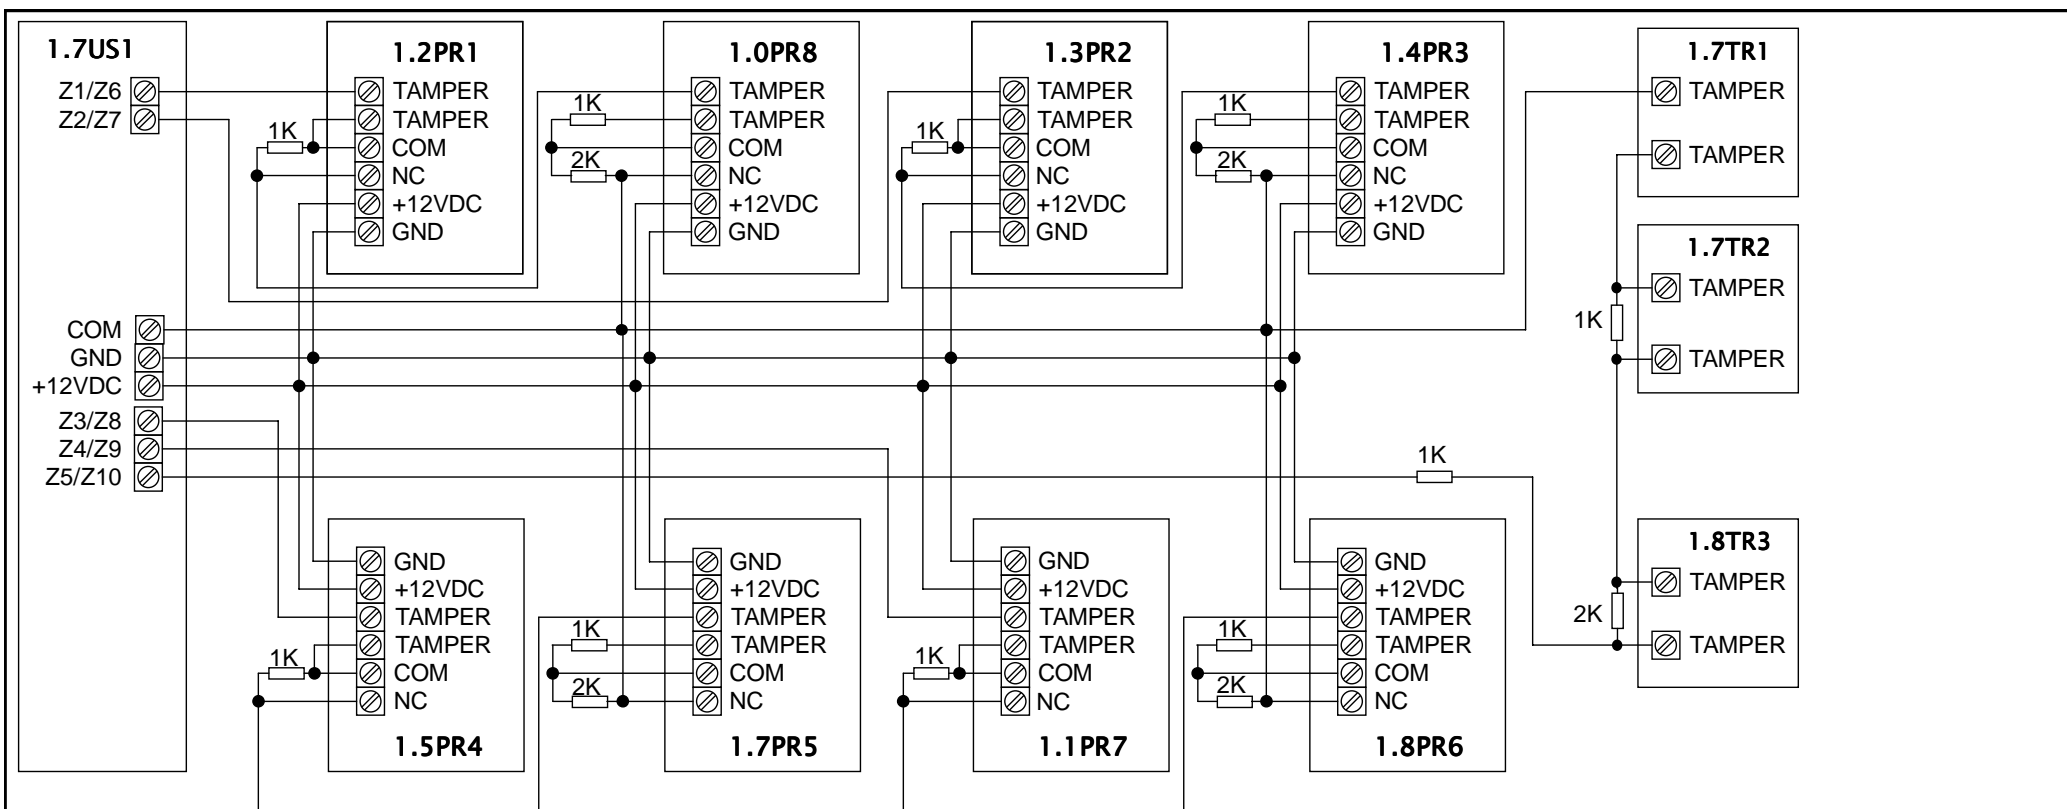 1.7US1
Z1/Z6
Z2/Z7
COM
GND
+12VDC
Z3/Z8
Z4/Z9
Z5/Z10
1.2PR1
TAMPER
TAMPER
COM
NC
+12VDC
GND
1K
1.0PR8
TAMPER
TAMPER
COM
NC
+12VDC
GND
1K
2K
1.3PR2
TAMPER
TAMPER
COM
NC
+12VDC
GND
1K
1.4PR3
TAMPER
TAMPER
COM
NC
+12VDC
GND
1K
2K
1.7TR1
TAMPER
TAMPER
1.7TR2
TAMPER
1K
TAMPER
1K
GND
+12VDC
TAMPER
TAMPER
1K
COM
NC
1.5PR4
GND
+12VDC
TAMPER
1K
TAMPER
COM
2K
NC
1.7PR5
GND
+12VDC
TAMPER
TAMPER
1K
COM
NC
1.1PR7
GND
+12VDC
TAMPER
1K
TAMPER
COM
2K
NC
1.8PR6
1.8TR3
TAMPER
2K
TAMPER